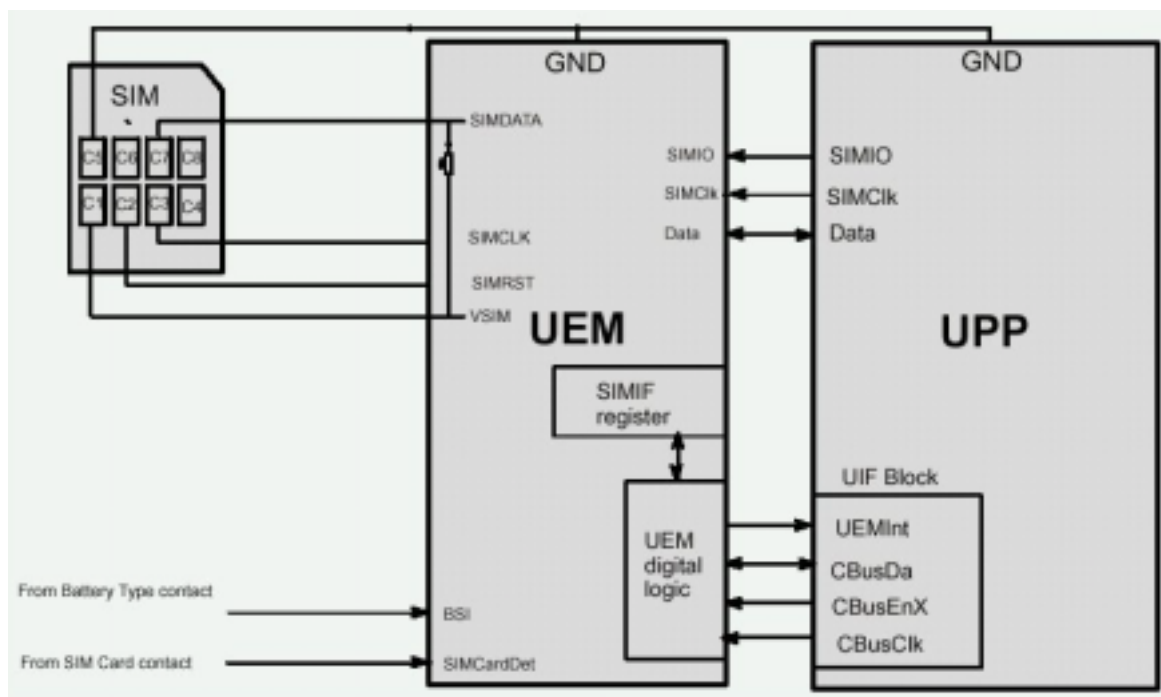 GND
GND
SIM
C5 C6 C7 C8
C1 C2 C3 C4
SIMDATA
SIMCLK
SIMRST
VSIM
SIMIO
SIMClk
Data
SIMIO
SIMClk
Data
UEM
UPP
SIMIF
register
UEM
digital
logic
UIF Block
UEMInt
CBusDa
CBusEnX
CBusClk
From Battery Type contact
BSI
From SIM Card contact
SIMCardDet